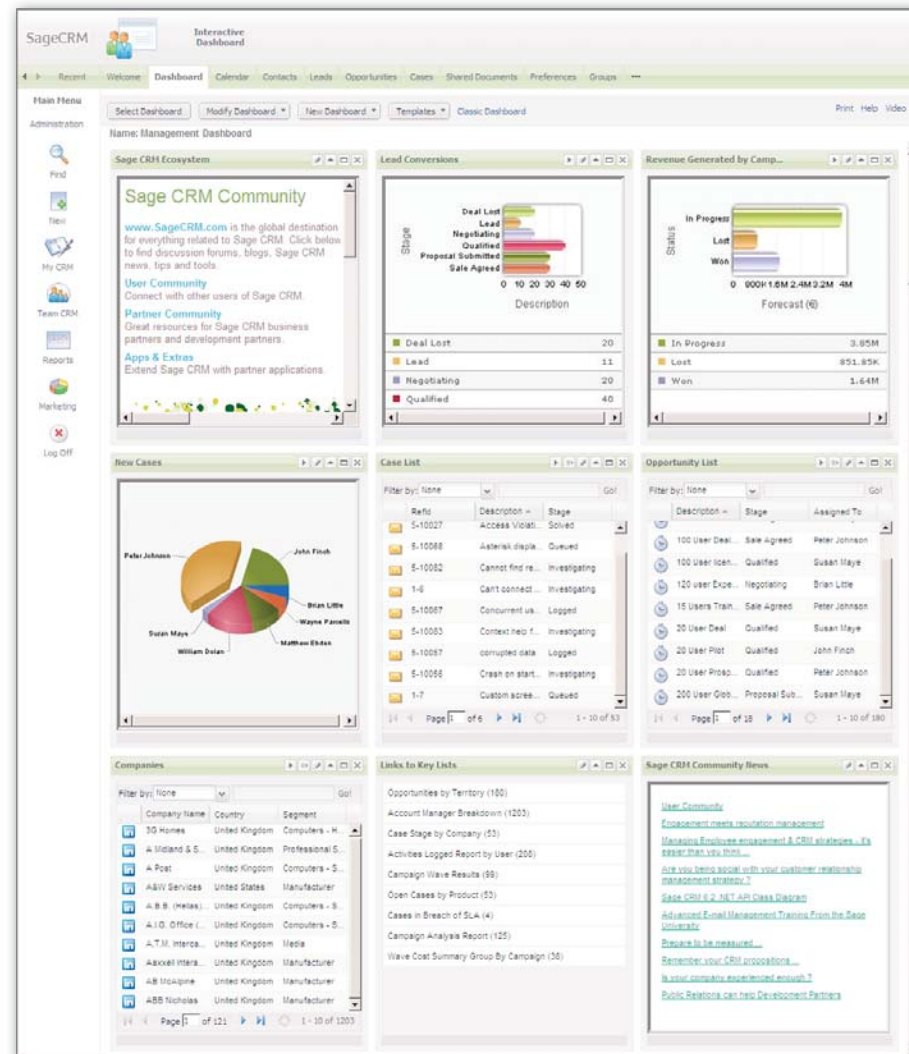 SageCRM
Interactive
Dashboard
Recent
Welcome Dashboard Calendar Contacts Leads Opportunities Cases Shared Documents Preferences Groups
Main Menu
Administration
Find
New
My CRM
Team CRM
Reports
Marketing
Log Off
Select Dashboard Modify Dashboard New Dashboard Templates Classic Dashboard
Print Help Video
Name: Management Dashboard
Sage CRM Ecosystem
Sage CRM Community
www.SageCRM.com is the global destination
for everything related to Sage CRM. Click below
to find discussion forums, blogs, Sage CRM
news, tips and tools.
User Community
Connect with other users of Sage CRM.
Partner Community
Great resources for Sage CRM business
partners and development partners.
Apps & Extras
Extend Sage CRM with partner applications.
Lead Conversions
Stage
Deal Lost
Lead
Negotiating
Qualified
Proposal Submitted
Sale Agreed
0 10 20 30 40 50
Description
Deal Lost 20
Lead 11
Negotiating 20
Qualified 40
Revenue Generated by Camp...
Status
In Progress
Lost
Won
0 800K 1.6M 2.4M 3.2M 4M
Forecast (€)
In Progress 3.85M
Lost 851.85K
Won 1.64M
New Cases
Peter Johnson
John Finch
Brian Little
Wayne Parcells
Matthew Ebden
William Dolan
Susan Maye
Case List
Filter by: None Go!
RefId Description Stage
5-10027 Access Violati... Solved
5-10068 Asterisk displa... Queued
5-10082 Cannot find re... Investigating
1-6 Can't connect ... Investigating
5-10067 Concurrent us... Logged
5-10083 Context help f... Investigating
5-10057 corrupted data Logged
5-10056 Crash on start... Investigating
1-7 Custom scree... Queued
Page 1 of 6 1 - 10 of 53
Opportunity List
Filter by: None Go!
Description Stage Assigned To
100 User Deal... Sale Agreed Peter Johnson
100 User licen... Qualified Susan Maye
120 user Expe... Negotiating Brian Little
15 Users Train... Sale Agreed Peter Johnson
20 User Deal Qualified Susan Maye
20 User Pilot Qualified John Finch
20 User Prosp... Qualified Peter Johnson
200 User Glob... Proposal Sub... Susan Maye
Page 1 of 18 1 - 10 of 180
Companies
Filter by: None Go!
Company Name Country Segment
3G Homes United Kingdom Computers - H...
A Midland & S... United Kingdom Professional S...
A Post United Kingdom Computers - S...
A&W Services United States Manufacturer
A.B.B. (Hellas)... United Kingdom Computers - S...
A.I.G. Office (... United Kingdom Computers - S...
A.T.M. Interca... United Kingdom Media
Aaxxell Intera... United Kingdom Manufacturer
AB McAlpine United Kingdom Manufacturer
ABB Nicholas United Kingdom Manufacturer
Page 1 of 121 1 - 10 of 1203
Links to Key Lists
Opportunities by Territory (180)
Account Manager Breakdown (1203)
Case Stage by Company (53)
Activities Logged Report by User (208)
Campaign Wave Results (99)
Open Cases by Product (53)
Cases in Breach of SLA (4)
Campaign Analysis Report (125)
Wave Cost Summary Group By Campaign (38)
Sage CRM Community News
User Community
Engagement meets reputation management
Managing Employee engagement & CRM strategies - it's
easier than you think ...
Are you being social with your customer relationship
management strategy ?
Sage CRM 6.2 .NET API Class Diagram
Advanced E-mail Management Training From the Sage
University
Prepare to be measured ...
Remember your CRM propositions ...
Is your company experienced enough ?
Public Relations can help Development Partners